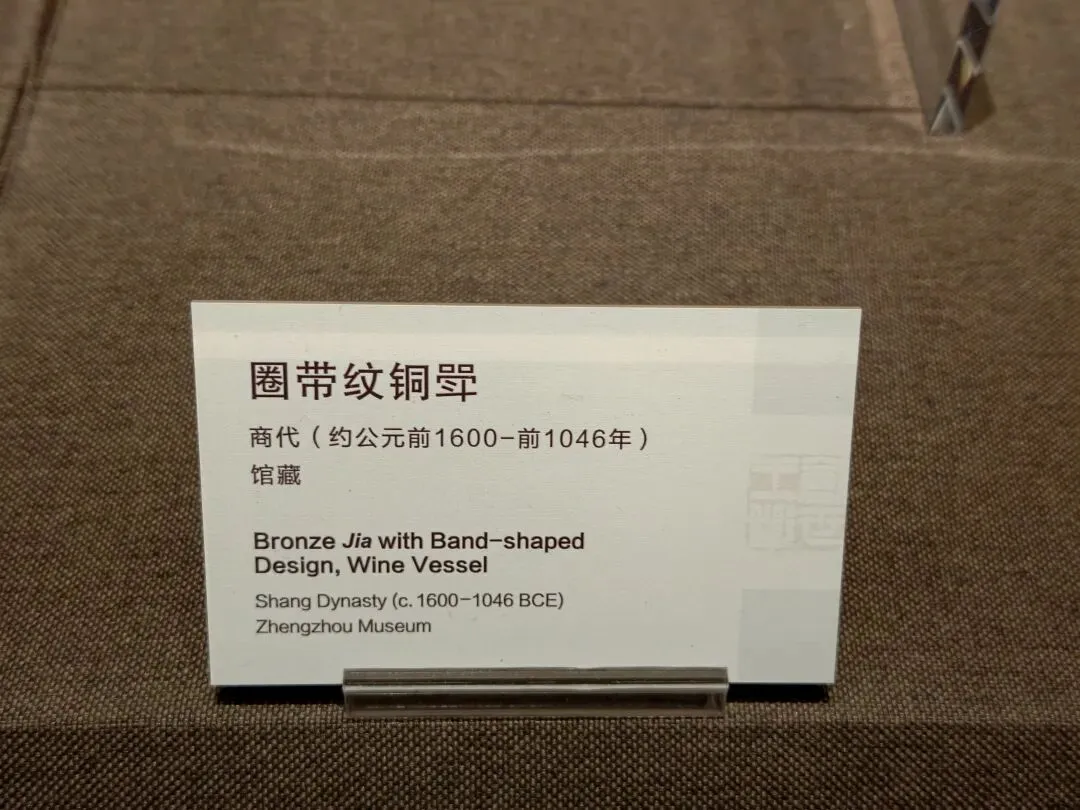 圈带纹铜斝
商代（约公元前1600-前1046年）
馆藏
Bronze Jia with Band-shaped
Design, Wine Vessel
Shang Dynasty (c. 1600-1046 BCE)
Zhengzhou Museum